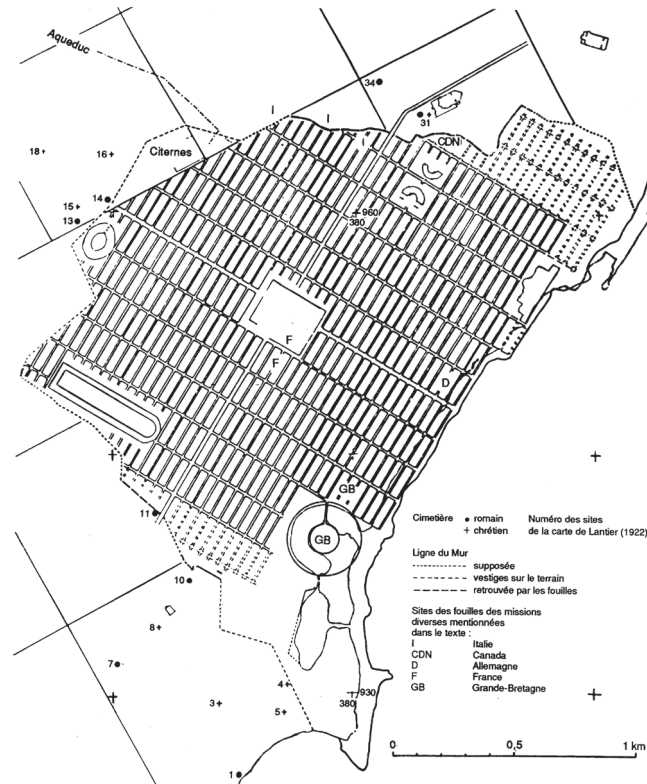 Aqueduc
34
31
I
I
I
CDN
18
16
Citernes
14
15
13
960
380
F
F
D
GB
11
GB
10
8
7
4
930
380
3
5
1
Cimetière romain Numéro des sites
chrétien de la carte de Lantier (1922)
Ligne du Mur
supposée
vestiges sur le terrain
retrouvée par les fouilles
Sites des fouilles des missions
diverses mentionnées
dans le texte :
I Italie
CDN Canada
D Allemagne
F France
GB Grande-Bretagne
0 0,5 1 km